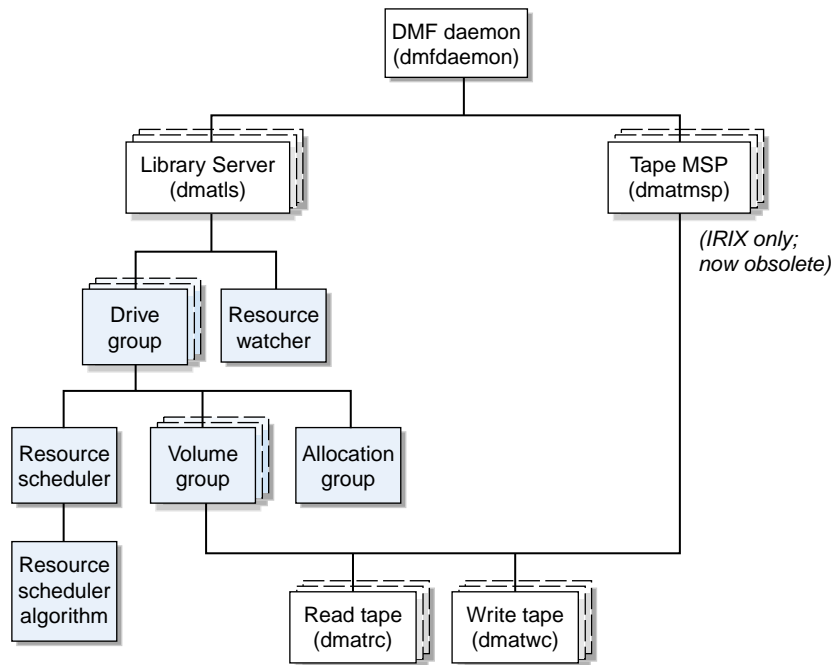 DMF daemon
(dmfdaemon)
Library Server
(dmatls)
Tape MSP
(dmatmsp)
(IRIX only;
now obsolete)
Drive
group
Resource
watcher
Resource
scheduler
Volume
group
Allocation
group
Resource
scheduler
algorithm
Read tape
(dmatrc)
Write tape
(dmatwc)